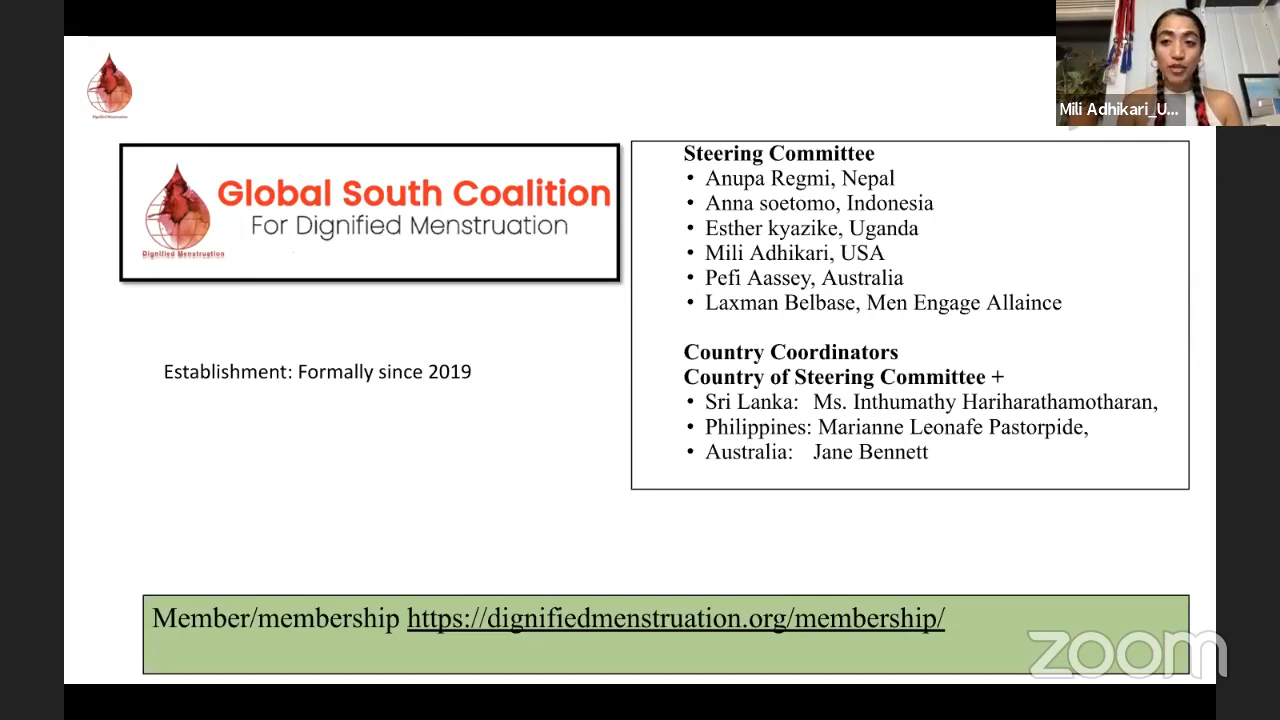 Mili Adhikari_U...
Dignified Menstruation
Global South Coalition
For Dignified Menstruation
Dignified Menstruation
Establishment: Formally since 2019
Steering Committee
• Anupa Regmi, Nepal
• Anna soetomo, Indonesia
• Esther kyazike, Uganda
• Mili Adhikari, USA
• Pefi Aassey, Australia
• Laxman Belbase, Men Engage Allaince
Country Coordinators
Country of Steering Committee +
• Sri Lanka: Ms. Inthumathy Hariharathamotharan,
• Philippines: Marianne Leonafe Pastorpide,
• Australia: Jane Bennett
Member/membership https://dignifiedmenstruation.org/membership/
zoom